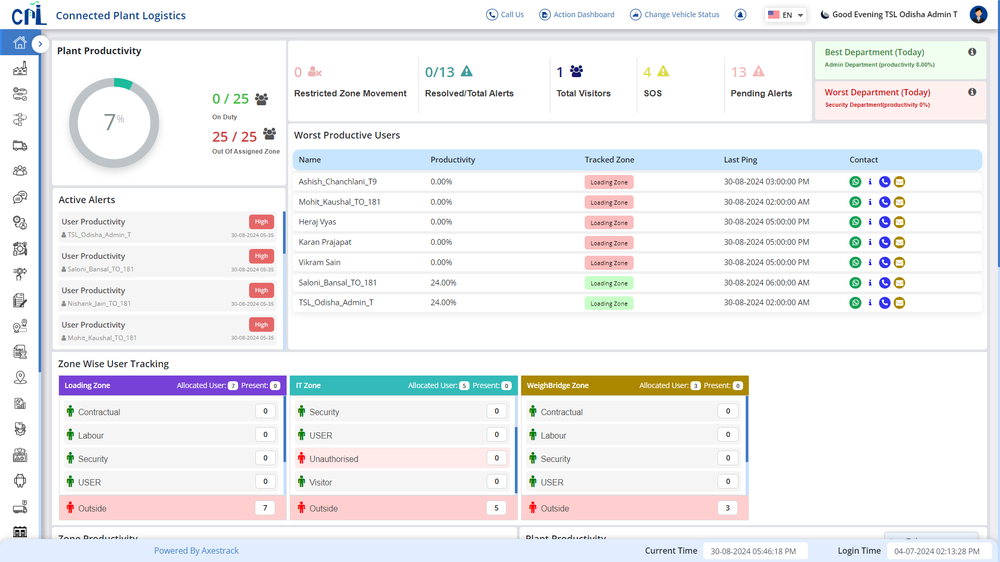 CPL
Connected Plant Logistics
Call Us
Action Dashboard
Change Vehicle Status
EN
Good Evening TSL Odisha Admin T
Plant Productivity
7%
0 / 25
On Duty
25 / 25
Out Of Assigned Zone
0
Restricted Zone Movement
0/13
Resolved/Total Alerts
1
Total Visitors
4
SOS
13
Pending Alerts
Best Department (Today)
Admin Department (productivity 8.00%)
Worst Department (Today)
Security Department(productivity 0%)
Active Alerts
User Productivity High
TSL_Odisha_Admin_T 30-08-2024 05-35
User Productivity High
Saloni_Bansal_TO_181 30-08-2024 05-35
User Productivity High
Nishank_Jain_TO_181 30-08-2024 05-35
User Productivity High
Mohit_Kaushal_TO_181 30-08-2024 05-35
Worst Productive Users
Name Productivity Tracked Zone Last Ping Contact
Ashish_Chanchlani_T9 0.00% Loading Zone 30-08-2024 03:00:00 PM
Mohit_Kaushal_TO_181 0.00% Loading Zone 30-08-2024 02:00:00 AM
Heraj Vyas 0.00% Loading Zone 30-08-2024 05:00:00 PM
Karan Prajapat 0.00% Loading Zone 30-08-2024 05:00:00 PM
Vikram Sain 0.00% Loading Zone 30-08-2024 05:00:00 PM
Saloni_Bansal_TO_181 24.00% Loading Zone 30-08-2024 06:00:00 AM
TSL_Odisha_Admin_T 24.00% Loading Zone 30-08-2024 02:00:00 AM
Zone Wise User Tracking
Loading Zone Allocated User: 7 Present: 0
Contractual 0
Labour 0
Security 0
USER 0
Outside 7
IT Zone Allocated User: 5 Present: 0
Security 0
USER 0
Unauthorised 0
Visitor 0
Outside 5
WeighBridge Zone Allocated User: 3 Present: 0
Contractual 0
Labour 0
Security 0
USER 0
Outside 3
Zone Productivity
Plant Productivity
Powered By Axestrack
Current Time 30-08-2024 05:46:18 PM
Login Time 04-07-2024 02:13:28 PM